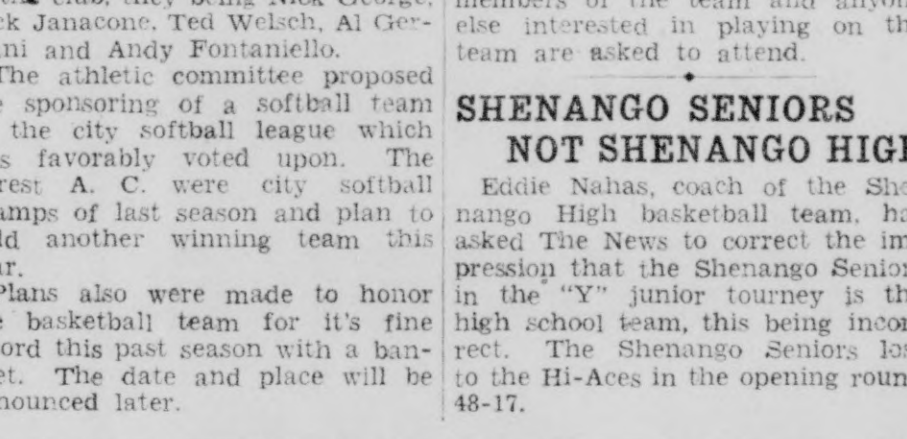 k Janacone, Ted Welsch, Al Ger-
ni and Andy Fontaniello.
The athletic committee proposed
sponsoring of a softball team
the city softball league which
s favorably voted upon. The
rest A. C. were city softball
amps of last season and plan to
ld another winning team this
ar.
Plans also were made to honor
e basketball team for it's fine
ord this past season with a ban-
et. The date and place will be
nounced later.
members of the team and anyon
else interested in playing on th
team are asked to attend.
SHENANGO SENIORS
NOT SHENANGO HIGH
Eddie Nahas, coach of the She
nango High basketball team, ha
asked The News to correct the im
pression that the Shenango Senior
in the "Y" junior tourney is th
high school team, this being incor
rect. The Shenango Seniors los
to the Hi-Aces in the opening roun
48-17.